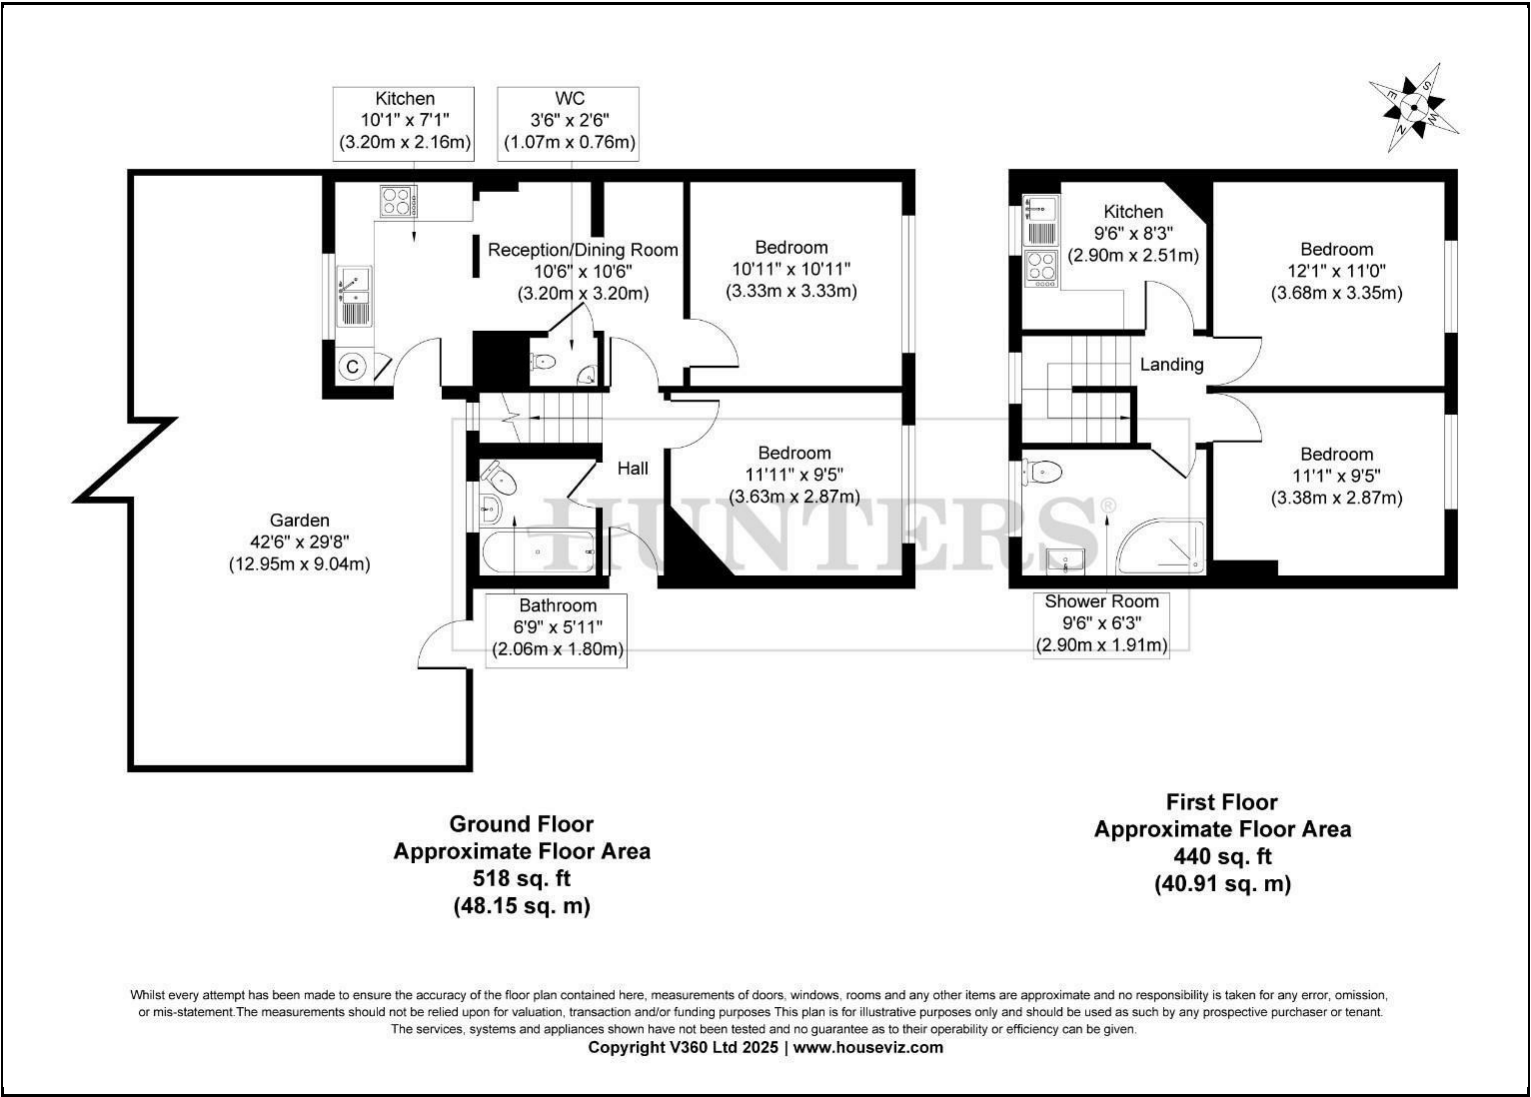 Kitchen
10'1" x 7'1"
(3.20m x 2.16m)
WC
3'6" x 2'6"
(1.07m x 0.76m)
S
E
W
N
Reception/Dining Room
10'6" x 10'6"
(3.20m x 3.20m)
Bedroom
10'11" x 10'11"
(3.33m x 3.33m)
Kitchen
9'6" x 8'3"
(2.90m x 2.51m)
Bedroom
12'1" x 11'0"
(3.68m x 3.35m)
C
Landing
Hall
Bedroom
11'11" x 9'5"
(3.63m x 2.87m)
Bedroom
11'1" x 9'5"
(3.38m x 2.87m)
HUNTERS®
Garden
42'6" x 29'8"
(12.95m x 9.04m)
Bathroom
6'9" x 5'11"
(2.06m x 1.80m)
Shower Room
9'6" x 6'3"
(2.90m x 1.91m)
Ground Floor
Approximate Floor Area
518 sq. ft
(48.15 sq. m)
First Floor
Approximate Floor Area
440 sq. ft
(40.91 sq. m)
Whilst every attempt has been made to ensure the accuracy of the floor plan contained here, measurements of doors, windows, rooms and any other items are approximate and no responsibility is taken for any error, omission,
or mis-statement.The measurements should not be relied upon for valuation, transaction and/or funding purposes This plan is for illustrative purposes only and should be used as such by any prospective purchaser or tenant.
The services, systems and appliances shown have not been tested and no guarantee as to their operability or efficiency can be given.
Copyright V360 Ltd 2025 | www.houseviz.com